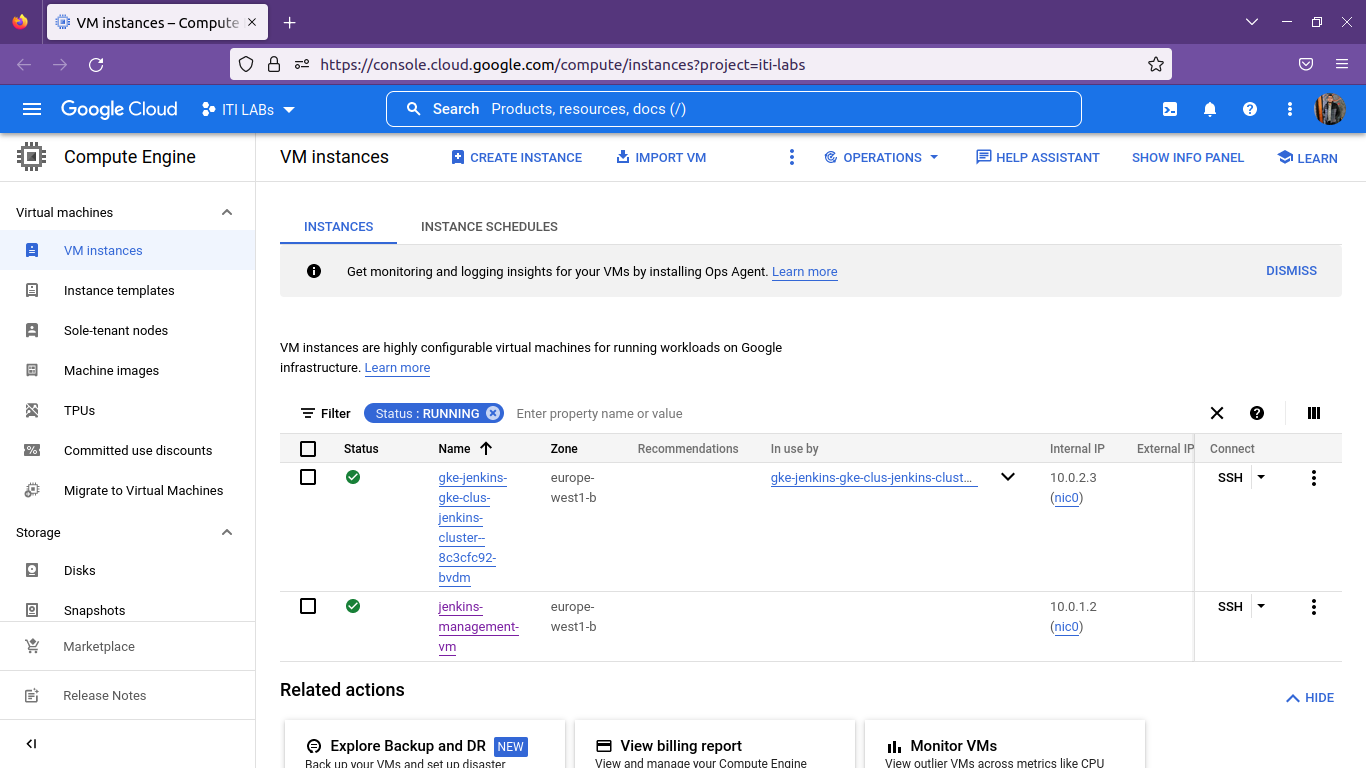 VM instances – Compute
https://console.cloud.google.com/compute/instances?project=iti-labs
Google Cloud
ITI LABs
Search Products, resources, docs (/)
Compute Engine
VM instances
CREATE INSTANCE
IMPORT VM
OPERATIONS
HELP ASSISTANT
SHOW INFO PANEL
LEARN
Virtual machines
VM instances
Instance templates
Sole-tenant nodes
Machine images
TPUs
Committed use discounts
Migrate to Virtual Machines
Storage
Disks
Snapshots
Marketplace
Release Notes
INSTANCES
INSTANCE SCHEDULES
Get monitoring and logging insights for your VMs by installing Ops Agent. Learn more
DISMISS
VM instances are highly configurable virtual machines for running workloads on Google
infrastructure. Learn more
Filter
Status : RUNNING
Enter property name or value
Status Name Zone Recommendations In use by Internal IP External IP Connect
gke-jenkins-
gke-clus-
jenkins-
cluster--
8c3cfc92-
bvdm
europe-
west1-b
gke-jenkins-gke-clus-jenkins-clust...
10.0.2.3
(nic0)
SSH
jenkins-
management-
vm
europe-
west1-b
10.0.1.2
(nic0)
SSH
Related actions
HIDE
Explore Backup and DR NEW
Back up your VMs and set up disaster
View billing report
View and manage your Compute Engine
Monitor VMs
View outlier VMs across metrics like CPU